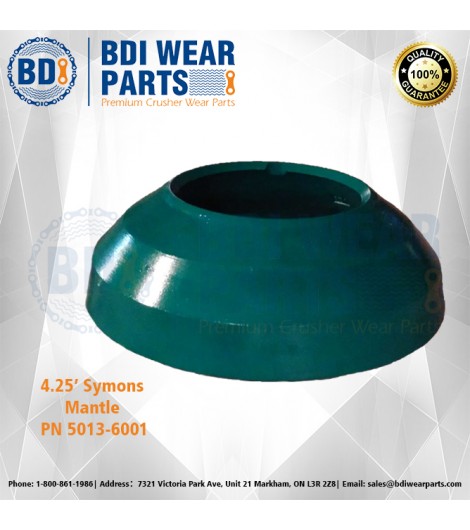 BDI
BDI WEAR
PARTS
Premium Crusher Wear Parts
QUALITY
100%
GUARANTEE
BDI WEAR
PARTS
Premium Crusher Wear Parts
4.25’ Symons
Mantle
PN 5013-6001
Phone: 1-800-861-1986| Address: 7321 Victoria Park Ave, Unit 21 Markham, ON L3R 2Z8| Email: sales@bdiwearparts.com